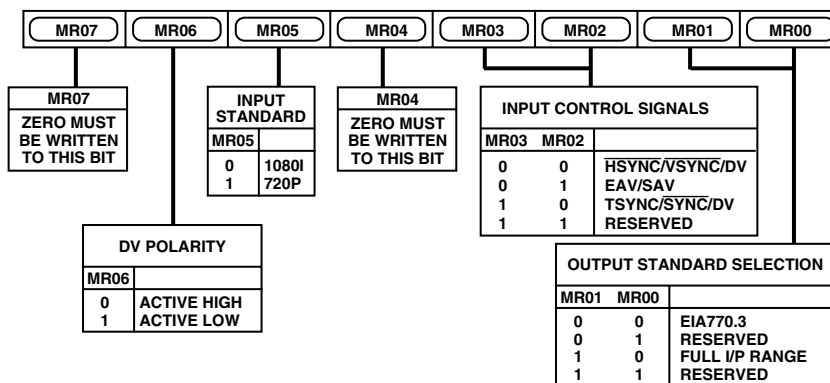 MR07 MR06 MR05 MR04 MR03 MR02 MR01 MR00
MR07
ZERO MUST
BE WRITTEN
TO THIS BIT
INPUT
STANDARD
MR05
0 1080I
1 720P
MR04
ZERO MUST
BE WRITTEN
TO THIS BIT
INPUT CONTROL SIGNALS
MR03 MR02
0 0 HSYNC/VSYNC/DV
0 1 EAV/SAV
1 0 TSYNC/SYNC/DV
1 1 RESERVED
DV POLARITY
MR06
0 ACTIVE HIGH
1 ACTIVE LOW
OUTPUT STANDARD SELECTION
MR01 MR00
0 0 EIA770.3
0 1 RESERVED
1 0 FULL I/P RANGE
1 1 RESERVED